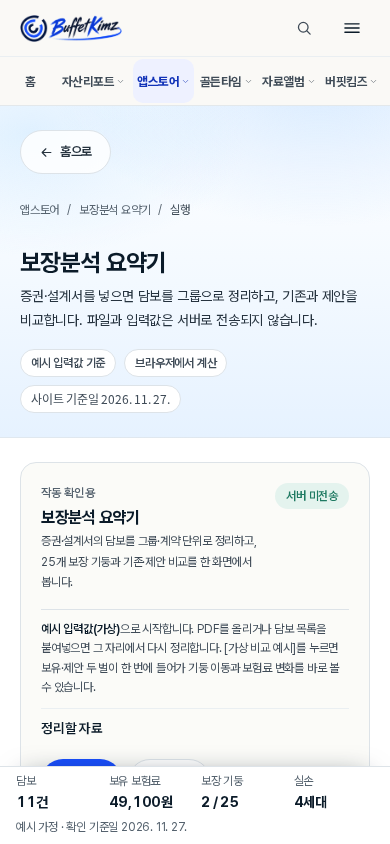 BuffetKimz
홈 자산리포트 앱스토어 골든타임 자료앨범 버핏킴즈
← 홈으로
앱스토어 / 보장분석 요약기 / 실행
보장분석 요약기
증권·설계서를 넣으면 담보를 그룹으로 정리하고, 기존과 제안을
비교합니다. 파일과 입력값은 서버로 전송되지 않습니다.
예시 입력값 기준 브라우저에서 계산
사이트 기준일 2026. 11. 27.
작동 확인용
서버 미전송
보장분석 요약기
증권·설계서의 담보를 그룹·계약 단위로 정리하고,
25개 보장 기둥과 기존·제안 비교를 한 화면에서
봅니다.
예시 입력값(가상)으로 시작합니다. PDF를 올리거나 담보 목록을
붙여넣으면 그 자리에서 다시 정리합니다. [가상 비교 예시]를 누르면
보유·제안 두 벌이 한 번에 들어가 기둥 이동과 보험료 변화를 바로 볼
수 있습니다.
정리할 자료
담보 보유 보험료 보장 기둥 실손
11건 49,100원 2 / 25 4세대
예시 가정 · 확인 기준일 2026. 11. 27.